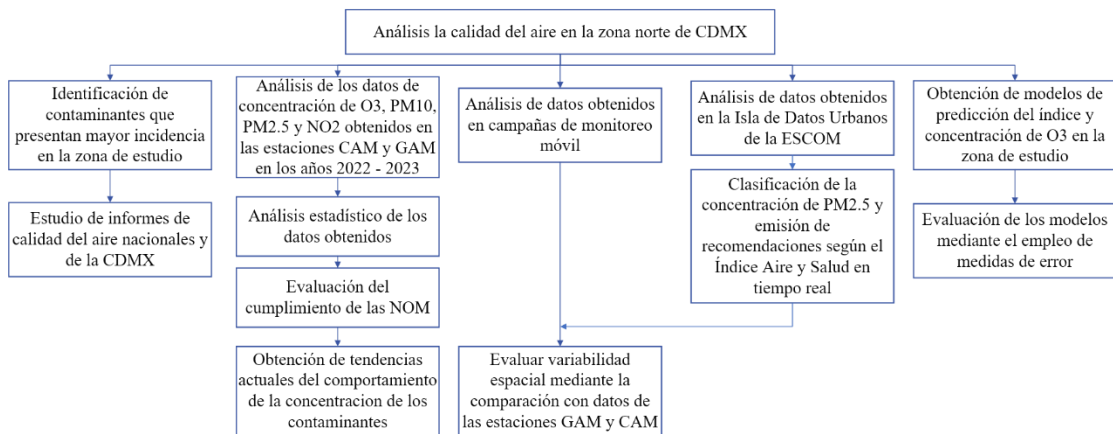 Análisis la calidad del aire en la zona norte de CDMX
Identificación de
contaminantes que
presentan mayor incidencia
en la zona de estudio
Estudio de informes de
calidad del aire nacionales y
de la CDMX
Análisis de los datos de
concentración de O3, PM10,
PM2.5 y NO2 obtenidos en
las estaciones CAM y GAM
en los años 2022 - 2023
Análisis estadístico de los
datos obtenidos
Evaluación del
cumplimiento de las NOM
Obtención de tendencias
actuales del comportamiento
de la concentracion de los
contaminantes
Análisis de datos obtenidos
en campañas de monitoreo
móvil
Evaluar variabilidad
espacial mediante la
comparación con datos de
las estaciones GAM y CAM
Análisis de datos obtenidos
en la Isla de Datos Urbanos
de la ESCOM
Clasificación de la
concentración de PM2.5 y
emisión de
recomendaciones según el
Índice Aire y Salud en
tiempo real
Obtención de modelos de
predicción del índice y
concentración de O3 en la
zona de estudio
Evaluación de los modelos
mediante el empleo de
medidas de error